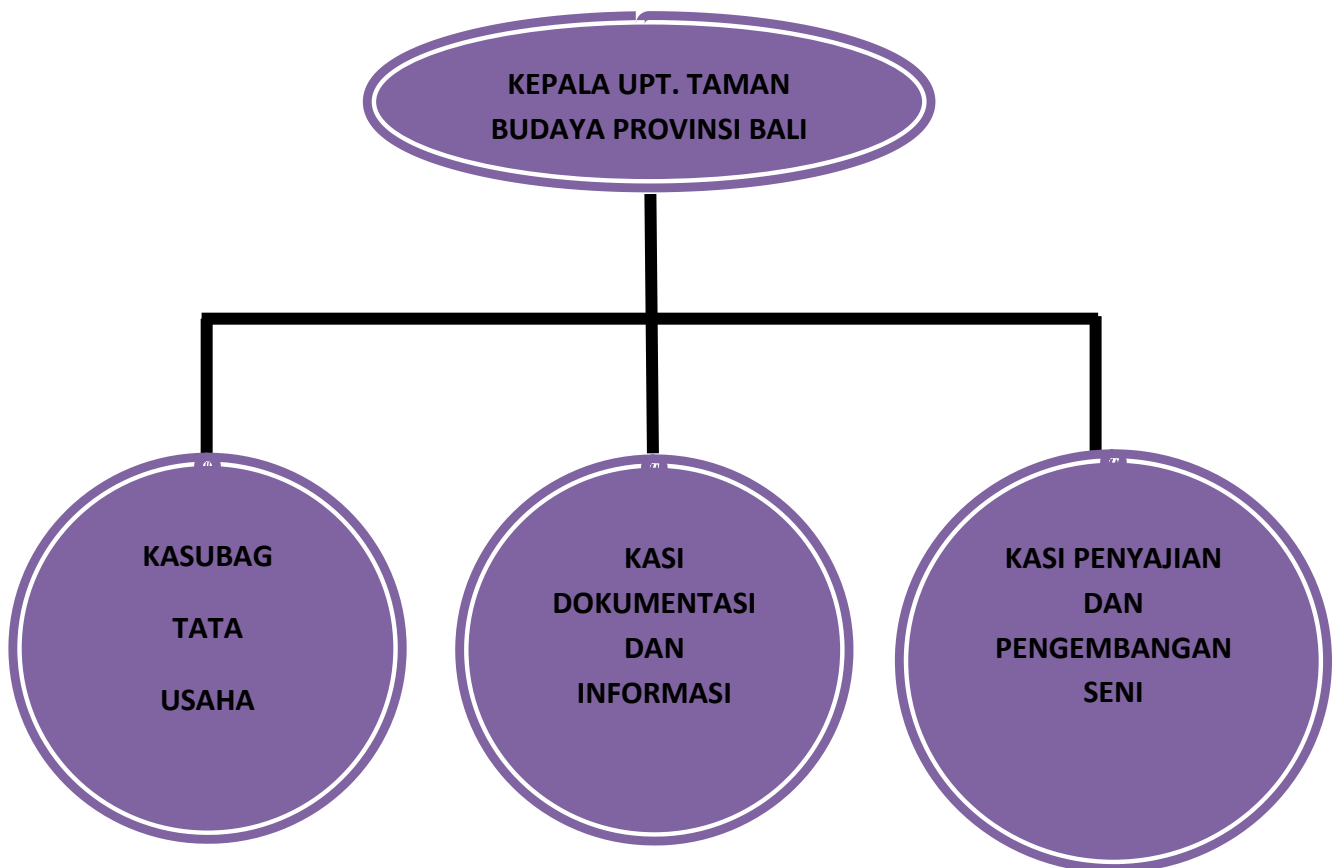 KEPALA UPT. TAMAN
BUDAYA PROVINSI BALI
KASUBAG
TATA
USAHA
KASI
DOKUMENTASI
DAN
INFORMASI
KASI PENYAJIAN
DAN
PENGEMBANGAN
SENI